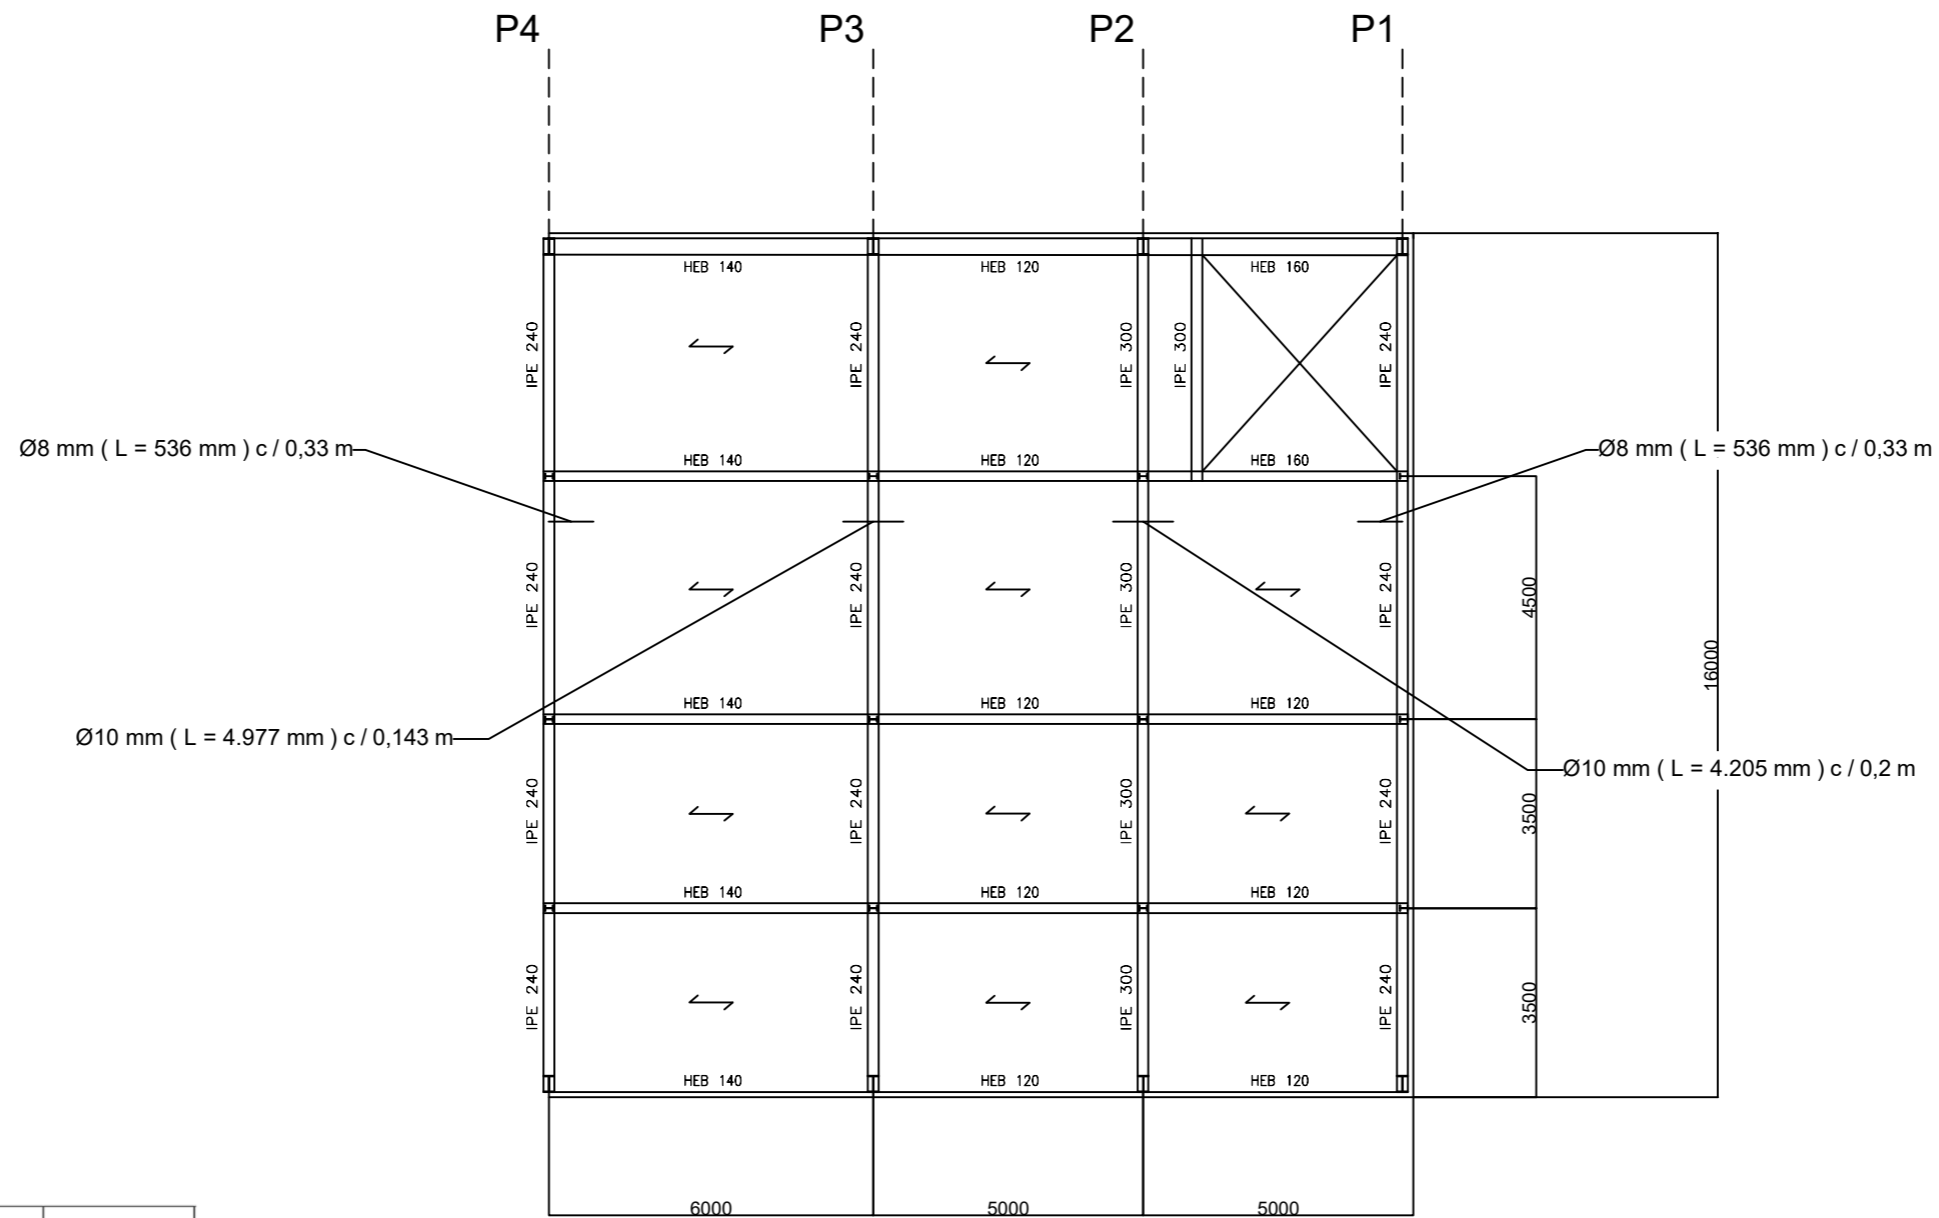 P4 P3 P2 P1
HEB 140 HEB 120 HEB 160
IPE 240 IPE 240 IPE 300 IPE 300 IPE 240
Ø8 mm ( L = 536 mm ) c / 0,33 m
Ø8 mm ( L = 536 mm ) c / 0,33 m
HEB 140 HEB 120 HEB 160
IPE 240 IPE 240 IPE 300 IPE 240
4500
16000
HEB 140 HEB 120 HEB 120
Ø10 mm ( L = 4.977 mm ) c / 0,143 m
Ø10 mm ( L = 4.205 mm ) c / 0,2 m
IPE 240 IPE 240 IPE 300 IPE 240
3500
HEB 140 HEB 120 HEB 120
IPE 240 IPE 240 IPE 300 IPE 240
3500
HEB 140 HEB 120 HEB 120
6000 5000 5000